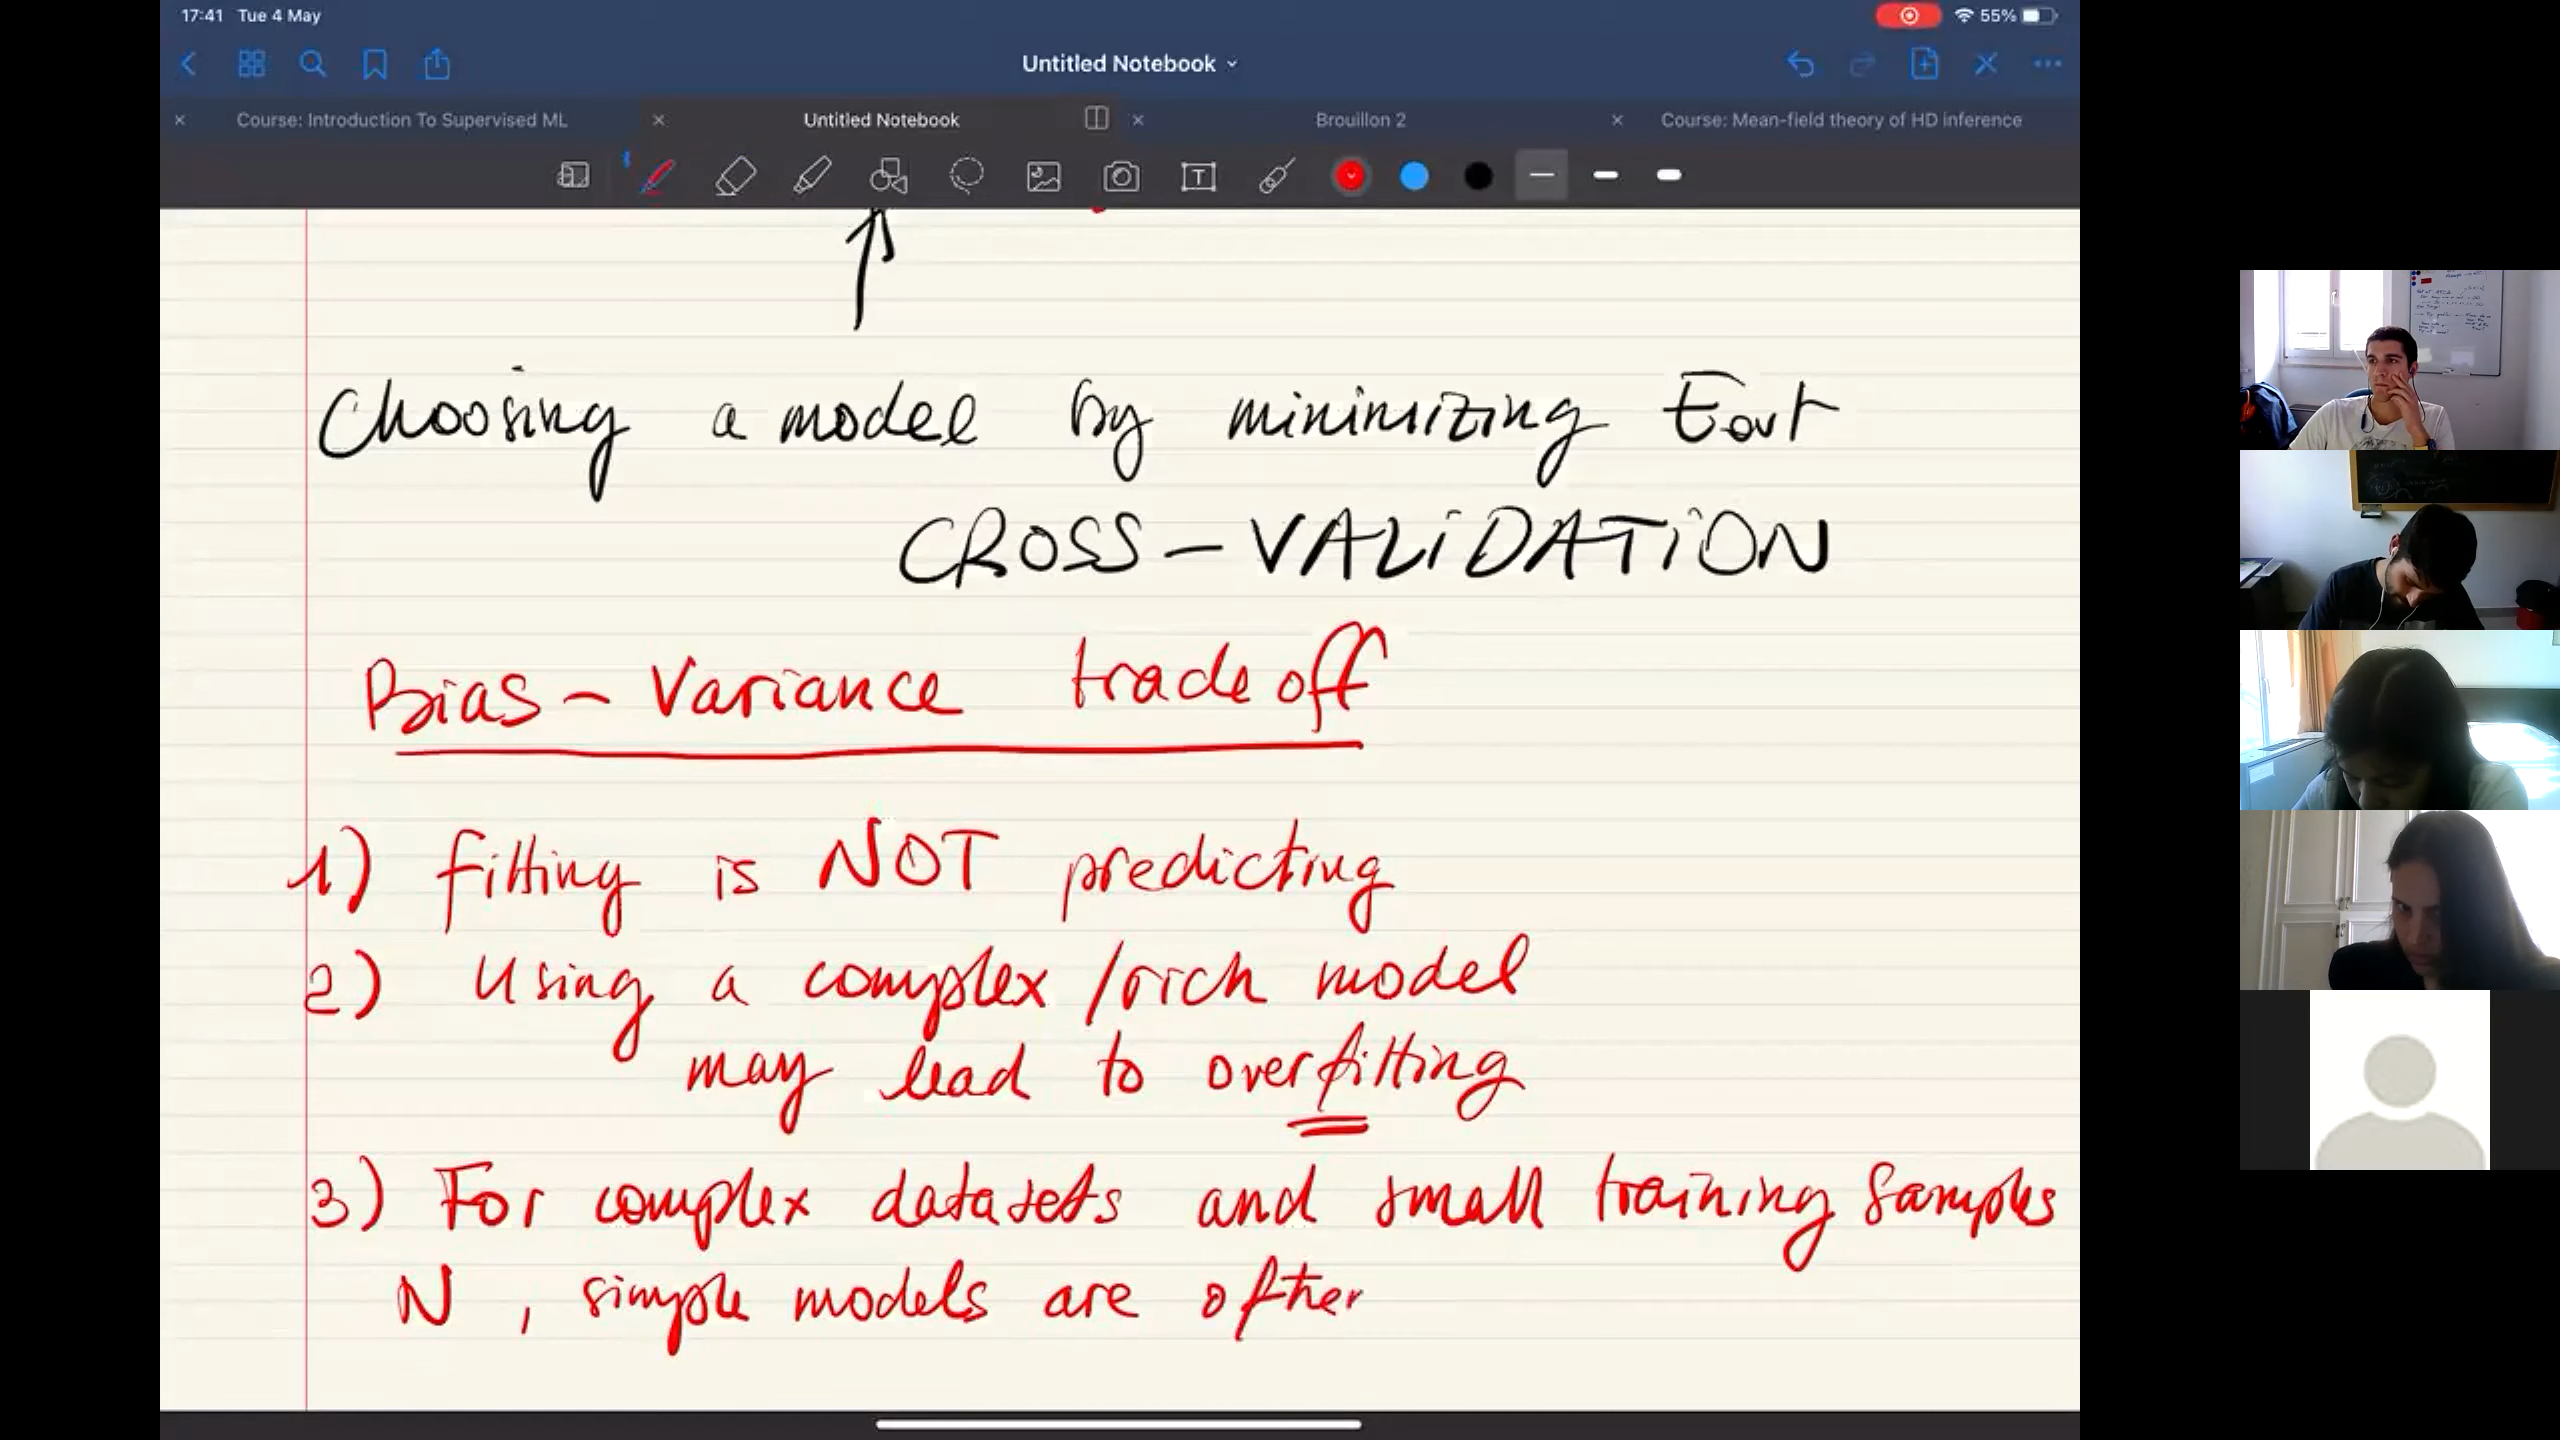 17:41 Tue 4 May
55%
Untitled Notebook
Course: Introduction To Supervised ML
Untitled Notebook
Brouillon 2
Course: Mean-field theory of HD inference
T
Choosing a model by minimizing Eout
CROSS-VALiDATiON
Bias - Variance tradeoff
1) fitting is NOT predicting
2) Using a complex/rich model
may lead to overfitting
3) For complex datasets and small training samples
N, simple models are often